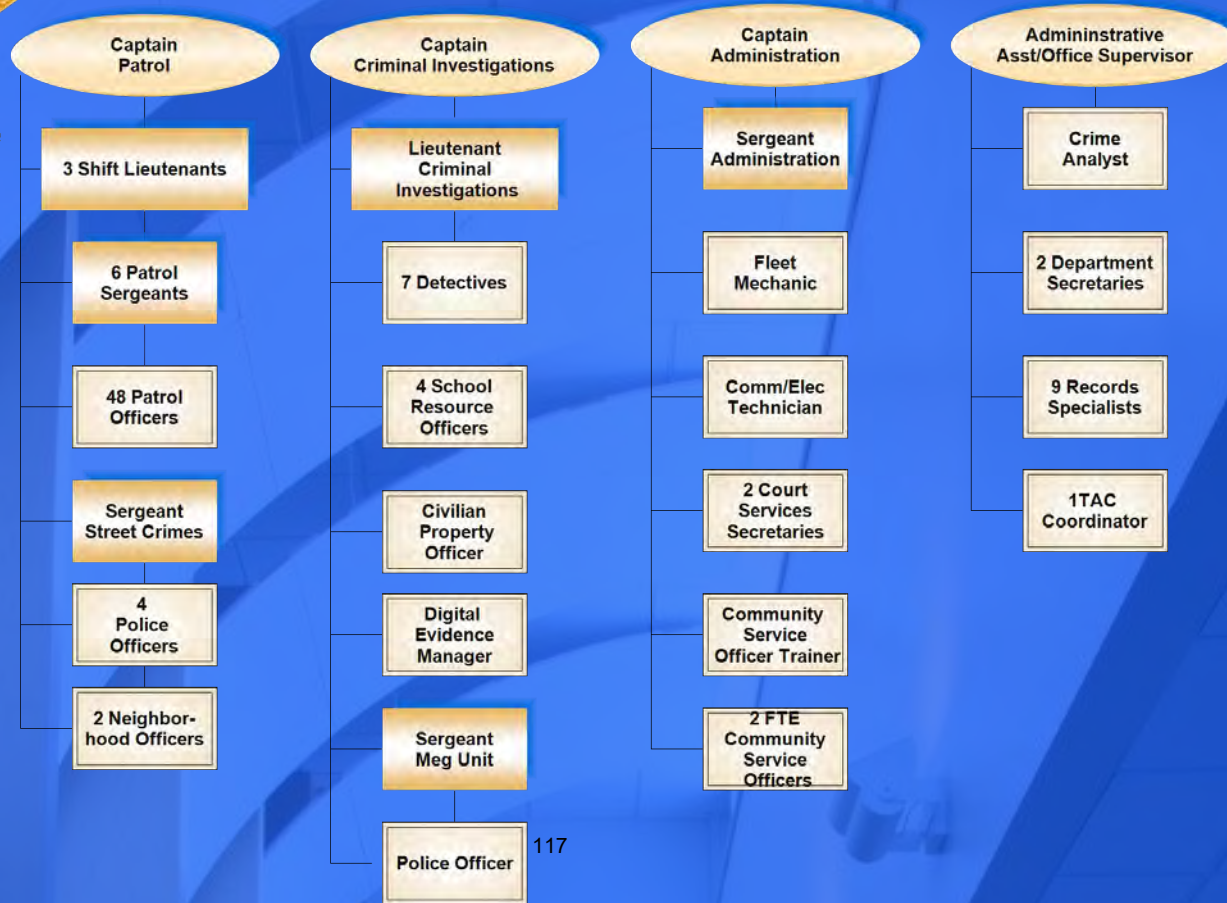 Captain
Patrol
3 Shift Lieutenants
6 Patrol
Sergeants
48 Patrol
Officers
Sergeant
Street Crimes
4
Police
Officers
2 Neighbor-
hood Officers
Captain
Criminal Investigations
Lieutenant
Criminal
Investigations
7 Detectives
4 School
Resource
Officers
Civilian
Property
Officer
Digital
Evidence
Manager
Sergeant
Meg Unit
Police Officer
117
Captain
Administration
Sergeant
Administration
Fleet
Mechanic
Comm/Elec
Technician
2 Court
Services
Secretaries
Community
Service
Officer Trainer
2 FTE
Community
Service
Officers
Admininstrative
Asst/Office Supervisor
Crime
Analyst
2 Department
Secretaries
9 Records
Specialists
1TAC
Coordinator